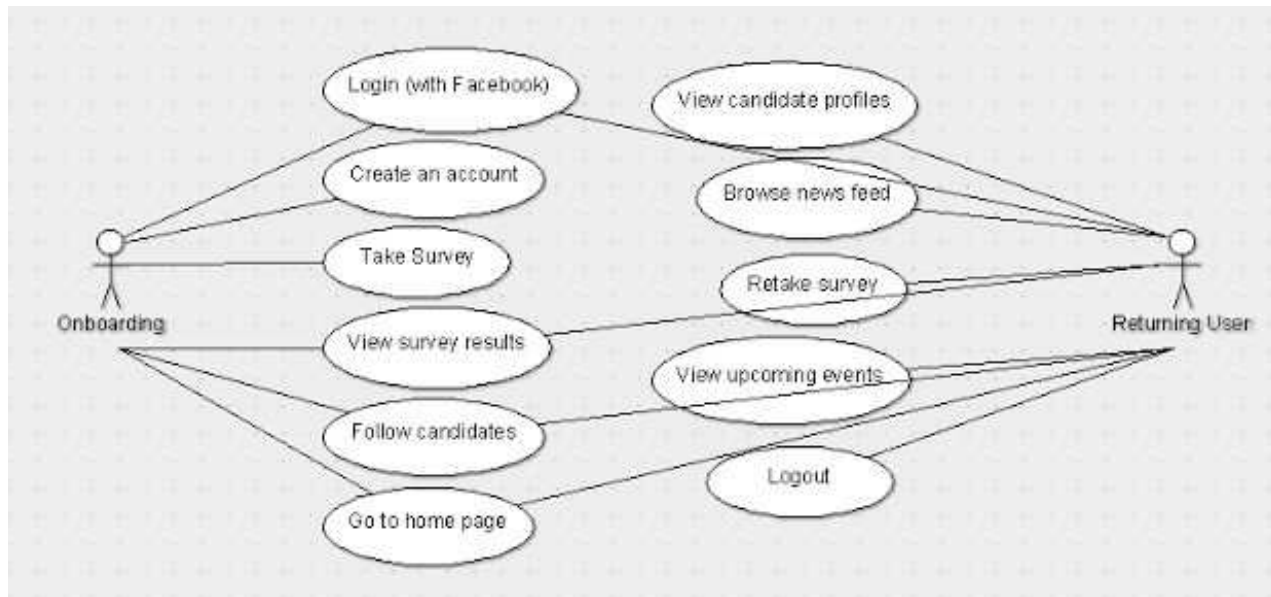 Login (with Facebook)
View candidate profiles
Create an account
Browse news feed
Take Survey
Retake survey
Onboarding
Returning User
View survey results
View upcoming events
Follow candidates
Logout
Go to home page